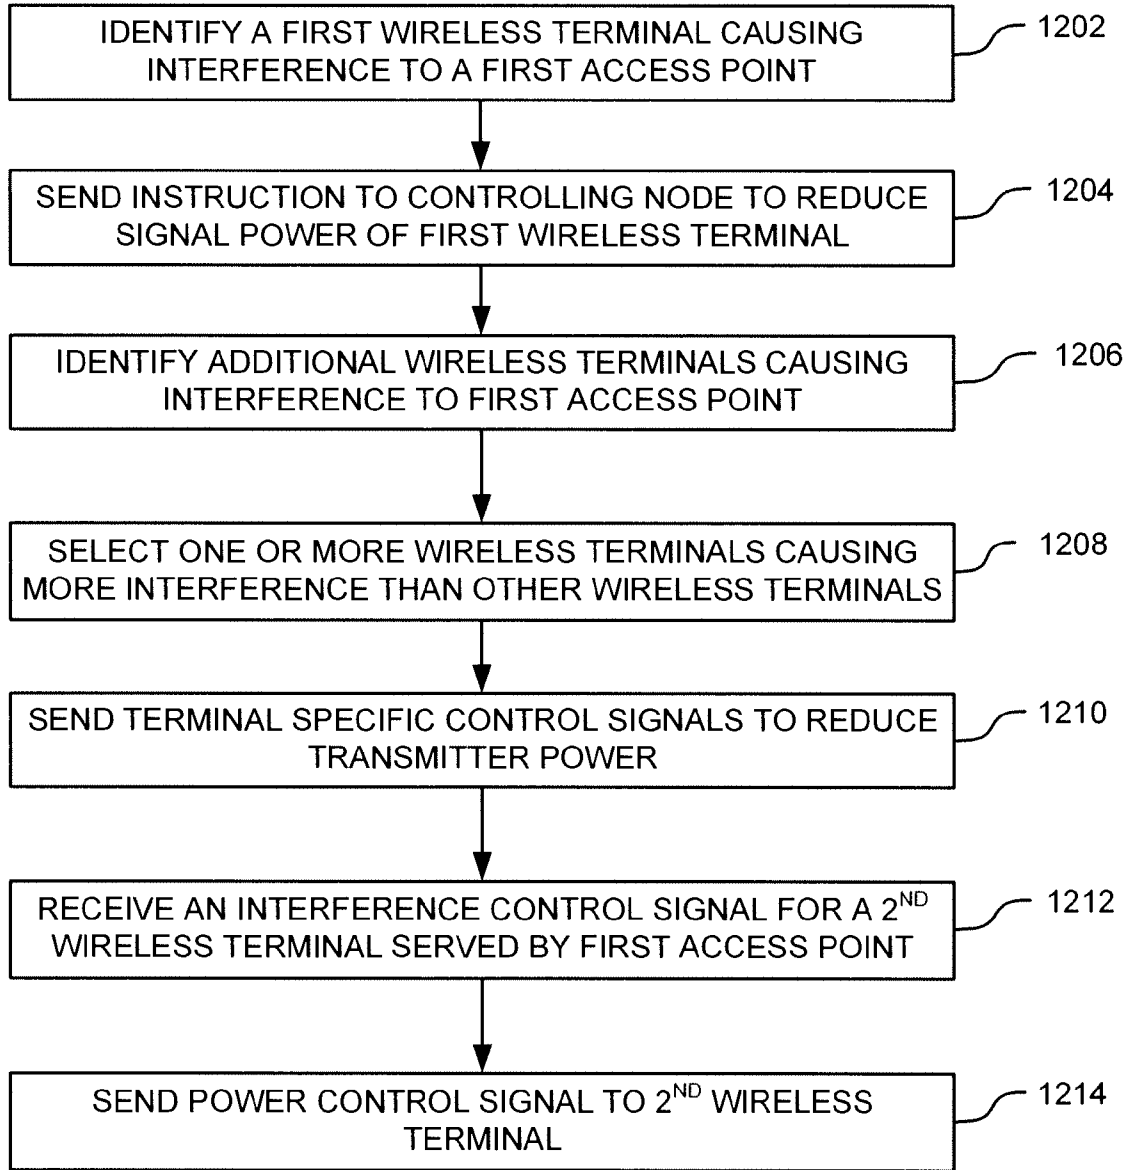 IDENTIFY A FIRST WIRELESS TERMINAL CAUSING
INTERFERENCE TO A FIRST ACCESS POINT
1202
SEND INSTRUCTION TO CONTROLLING NODE TO REDUCE
SIGNAL POWER OF FIRST WIRELESS TERMINAL
1204
IDENTIFY ADDITIONAL WIRELESS TERMINALS CAUSING
INTERFERENCE TO FIRST ACCESS POINT
1206
SELECT ONE OR MORE WIRELESS TERMINALS CAUSING
MORE INTERFERENCE THAN OTHER WIRELESS TERMINALS
1208
SEND TERMINAL SPECIFIC CONTROL SIGNALS TO REDUCE
TRANSMITTER POWER
1210
RECEIVE AN INTERFERENCE CONTROL SIGNAL FOR A 2ND
WIRELESS TERMINAL SERVED BY FIRST ACCESS POINT
1212
SEND POWER CONTROL SIGNAL TO 2ND WIRELESS
TERMINAL
1214